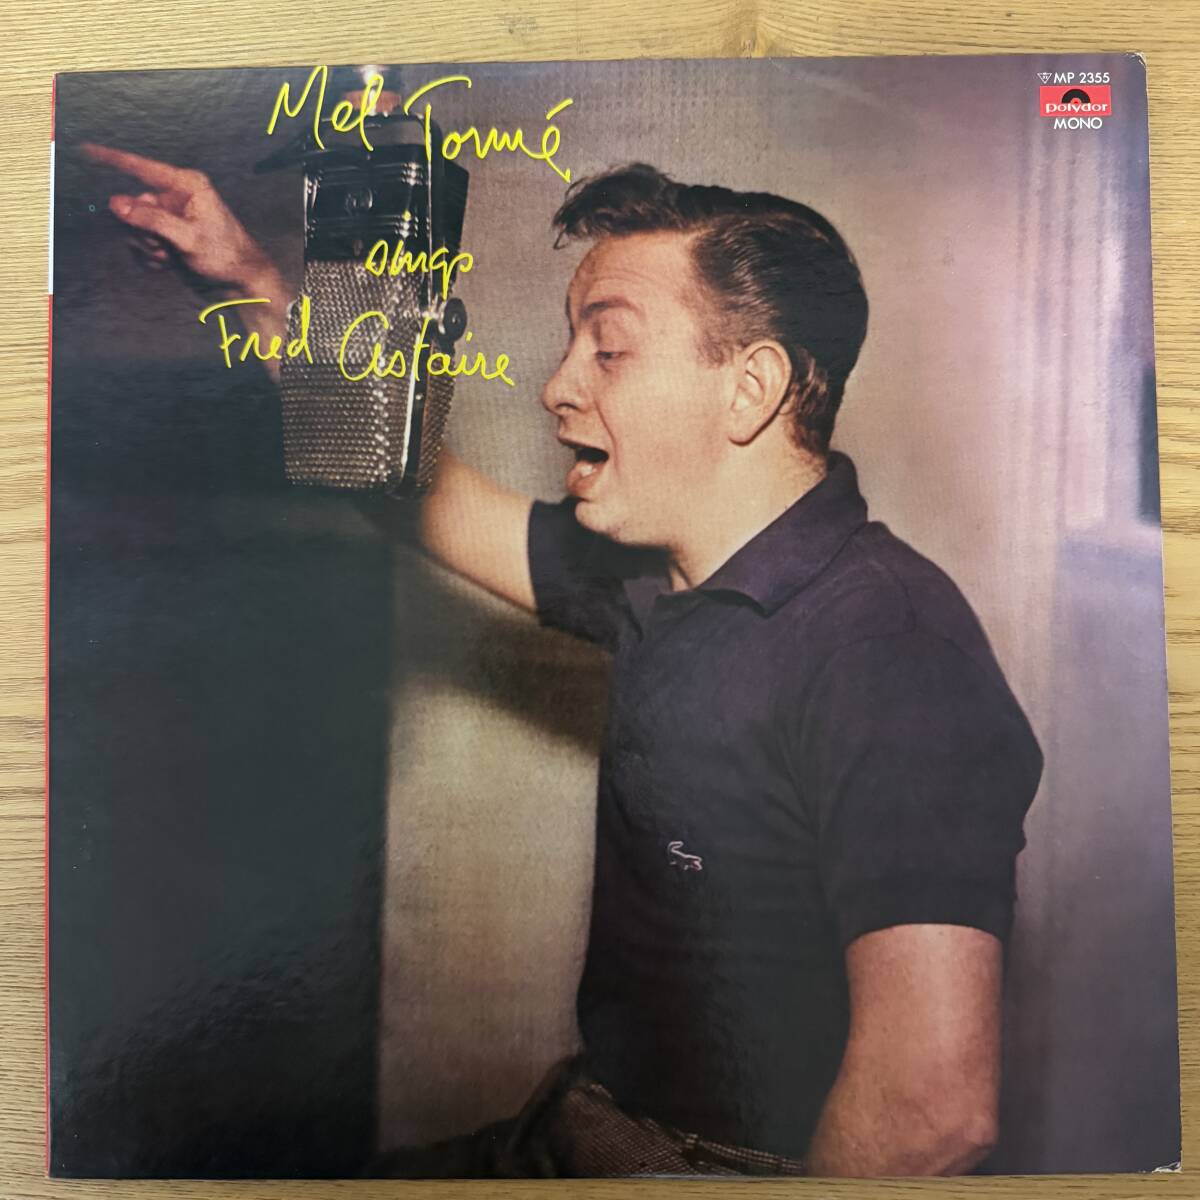 Mel Tormé
sings
Fred Astaire
MP 2355
Polydor
MONO